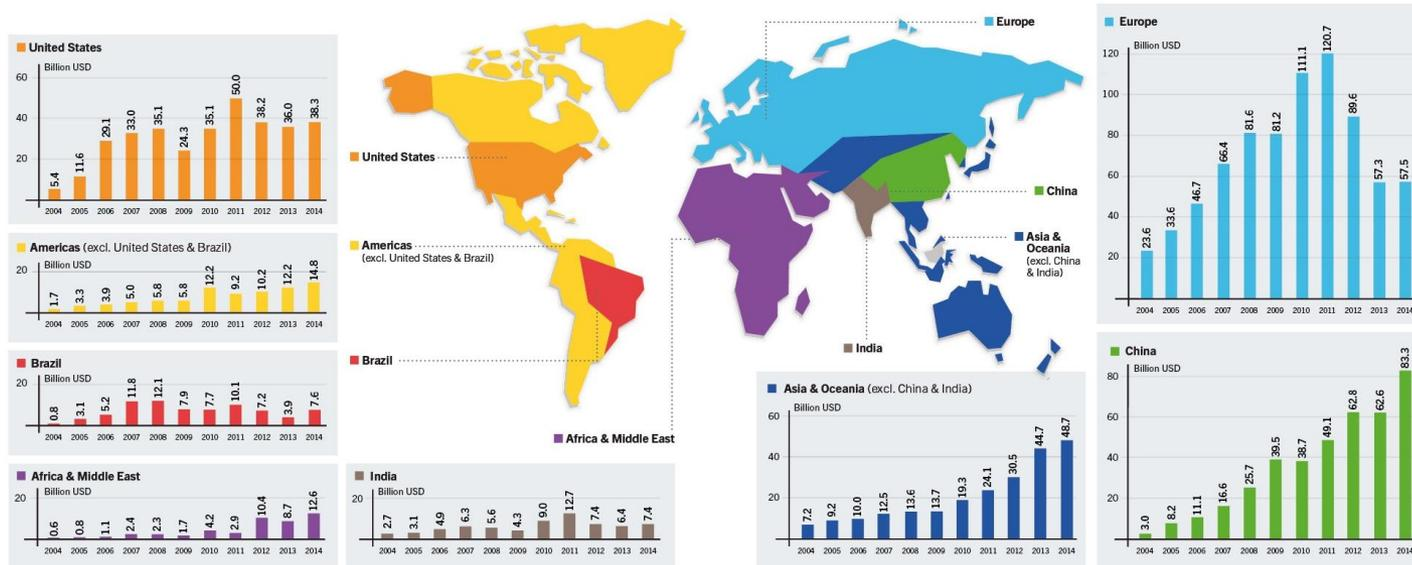 United States
Billion USD
60
40
20
5.4 11.6 29.1 33.0 35.1 24.3 35.1 50.0 38.2 36.0 38.3
2004 2005 2006 2007 2008 2009 2010 2011 2012 2013 2014
Americas (excl. United States & Brazil)
Billion USD
20
1.7 3.3 3.9 5.0 5.8 5.8 12.2 9.2 10.2 12.2 14.8
2004 2005 2006 2007 2008 2009 2010 2011 2012 2013 2014
Brazil
Billion USD
20
0.8 3.1 5.2 11.8 12.1 7.9 7.7 10.1 7.2 3.9 7.6
2004 2005 2006 2007 2008 2009 2010 2011 2012 2013 2014
Africa & Middle East
Billion USD
20
0.6 0.8 1.1 2.4 2.3 1.7 4.2 2.9 10.4 8.7 12.6
2004 2005 2006 2007 2008 2009 2010 2011 2012 2013 2014
India
Billion USD
20
2.7 3.1 4.9 6.3 5.6 4.3 9.0 12.7 7.4 6.4 7.4
2004 2005 2006 2007 2008 2009 2010 2011 2012 2013 2014
Europe
United States
China
Americas
(excl. United States & Brazil)
Asia &
Oceania
(excl. China
& India)
India
Brazil
Africa & Middle East
Asia & Oceania (excl. China & India)
Billion USD
60
40
20
7.2 9.2 10.0 12.5 13.6 13.7 19.3 24.1 30.5 44.7 48.7
2004 2005 2006 2007 2008 2009 2010 2011 2012 2013 2014
Europe
Billion USD
120
100
80
60
40
20
23.6 33.6 46.7 66.4 81.6 81.2 111.1 120.7 89.6 57.3 57.5
2004 2005 2006 2007 2008 2009 2010 2011 2012 2013 2014
China
Billion USD
80
60
40
20
3.0 8.2 11.1 16.6 25.7 39.5 38.7 49.1 62.8 62.6 83.3
2004 2005 2006 2007 2008 2009 2010 2011 2012 2013 2014